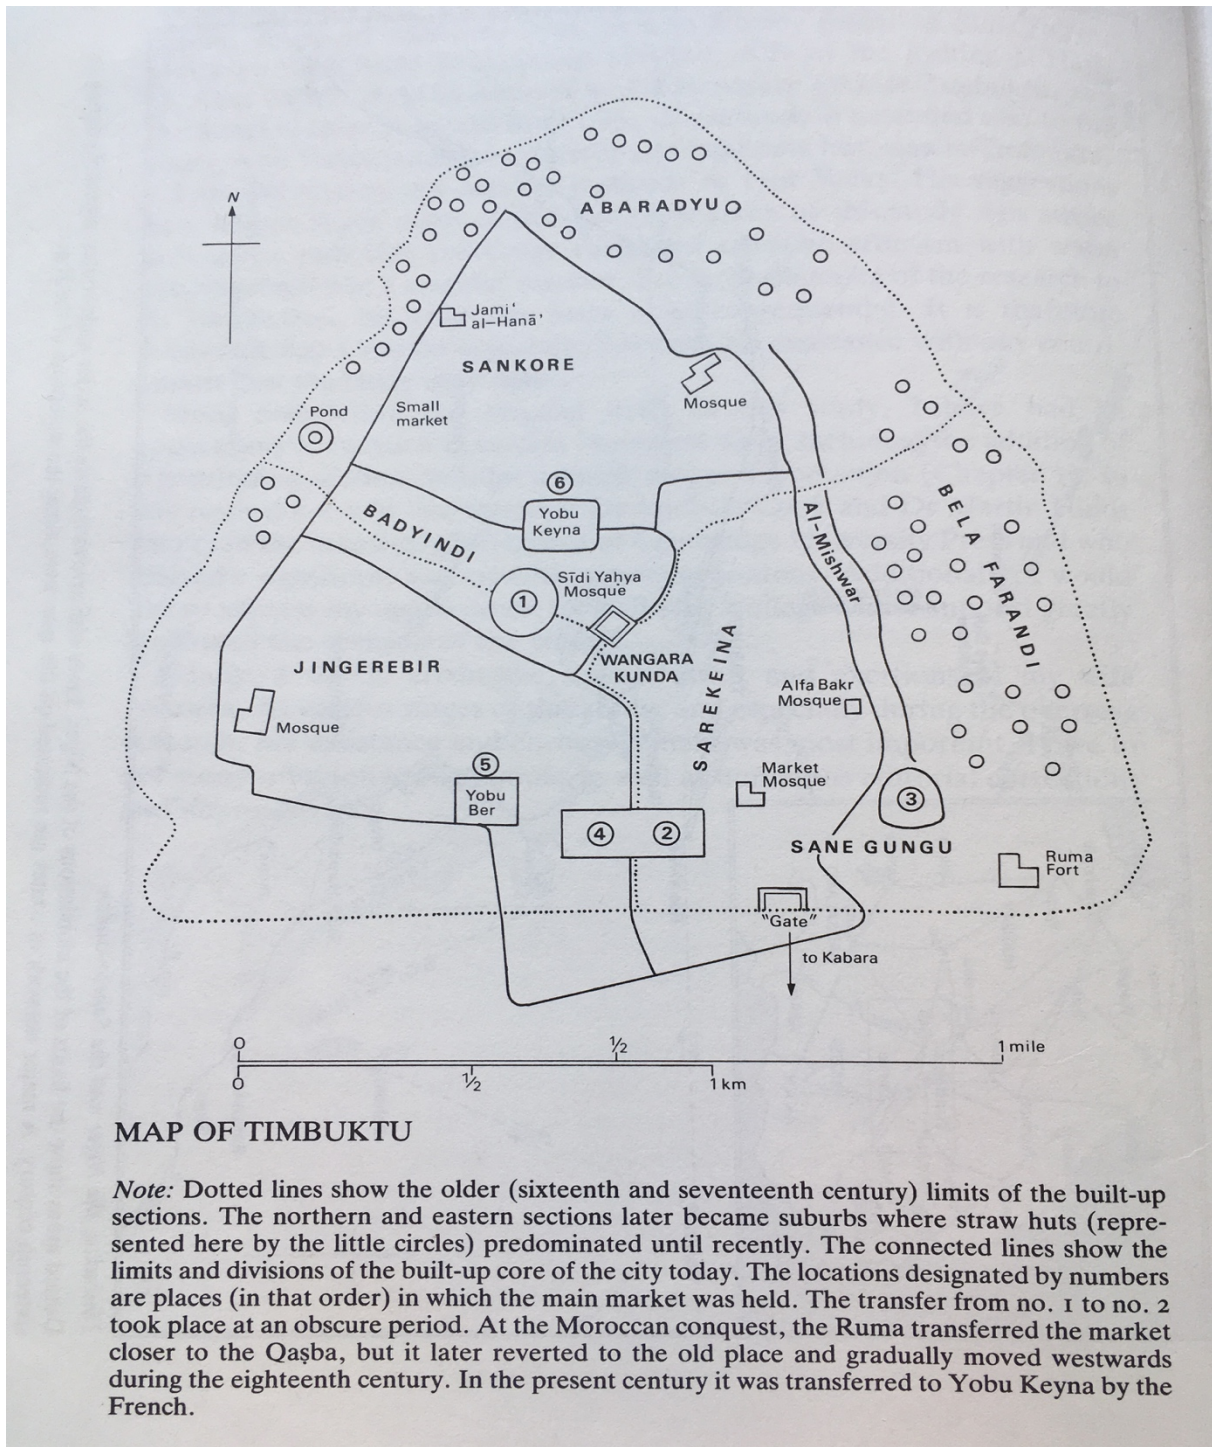 N
ABARADYU
Jamiʿ
al–Hanāʾ
SANKORE
Mosque
Small
market
Pond
6
Yobu
Keyna
BADYINDI
BELA FARANDI
Al–Mishwar
Sīdi Yaḥya
Mosque
1
WANGARA
KUNDA
SAREKEINA
JINGEREBIR
Mosque
Alfa Bakr
Mosque
Market
Mosque
5
Yobu
Ber
4
2
3
SANE GUNGU
Ruma
Fort
"Gate"
to Kabara
0 ½ 1 mile
0 ½ 1 km
MAP OF TIMBUKTU
Note: Dotted lines show the older (sixteenth and seventeenth century) limits of the built-up
sections. The northern and eastern sections later became suburbs where straw huts (repre-
sented here by the little circles) predominated until recently. The connected lines show the
limits and divisions of the built-up core of the city today. The locations designated by numbers
are places (in that order) in which the main market was held. The transfer from no. 1 to no. 2
took place at an obscure period. At the Moroccan conquest, the Ruma transferred the market
closer to the Qaṣba, but it later reverted to the old place and gradually moved westwards
during the eighteenth century. In the present century it was transferred to Yobu Keyna by the
French.